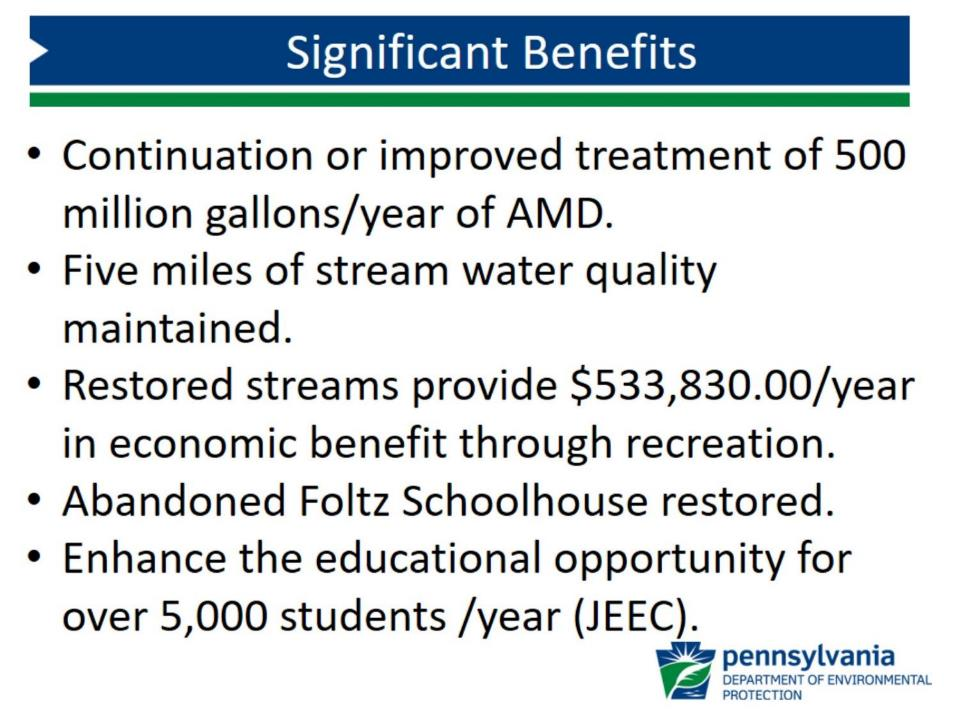 Significant Benefits
• Continuation or improved treatment of 500
million gallons/year of AMD.
• Five miles of stream water quality
maintained.
• Restored streams provide $533,830.00/year
in economic benefit through recreation.
• Abandoned Foltz Schoolhouse restored.
• Enhance the educational opportunity for
over 5,000 students /year (JEEC).
pennsylvania
DEPARTMENT OF ENVIRONMENTAL
PROTECTION